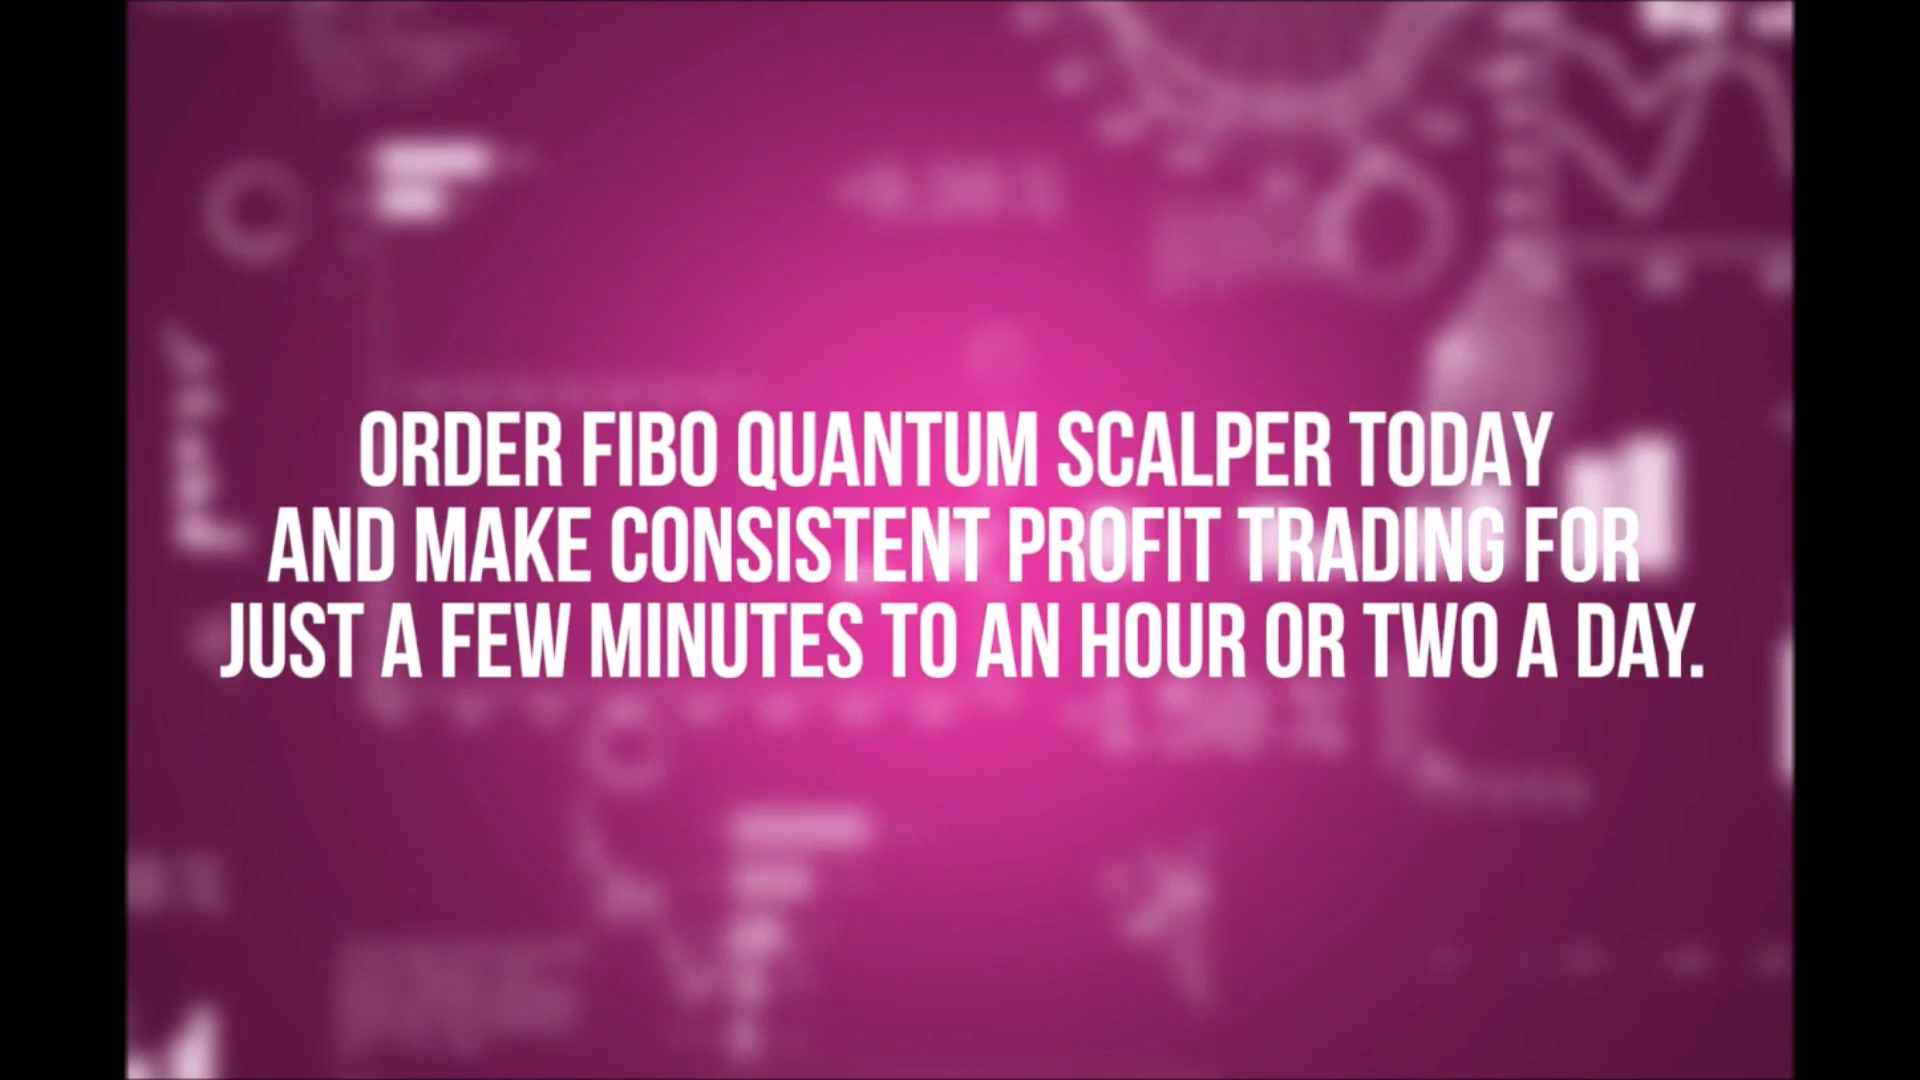 ORDER FIBO QUANTUM SCALPER TODAY
AND MAKE CONSISTENT PROFIT TRADING FOR
JUST A FEW MINUTES TO AN HOUR OR TWO A DAY.